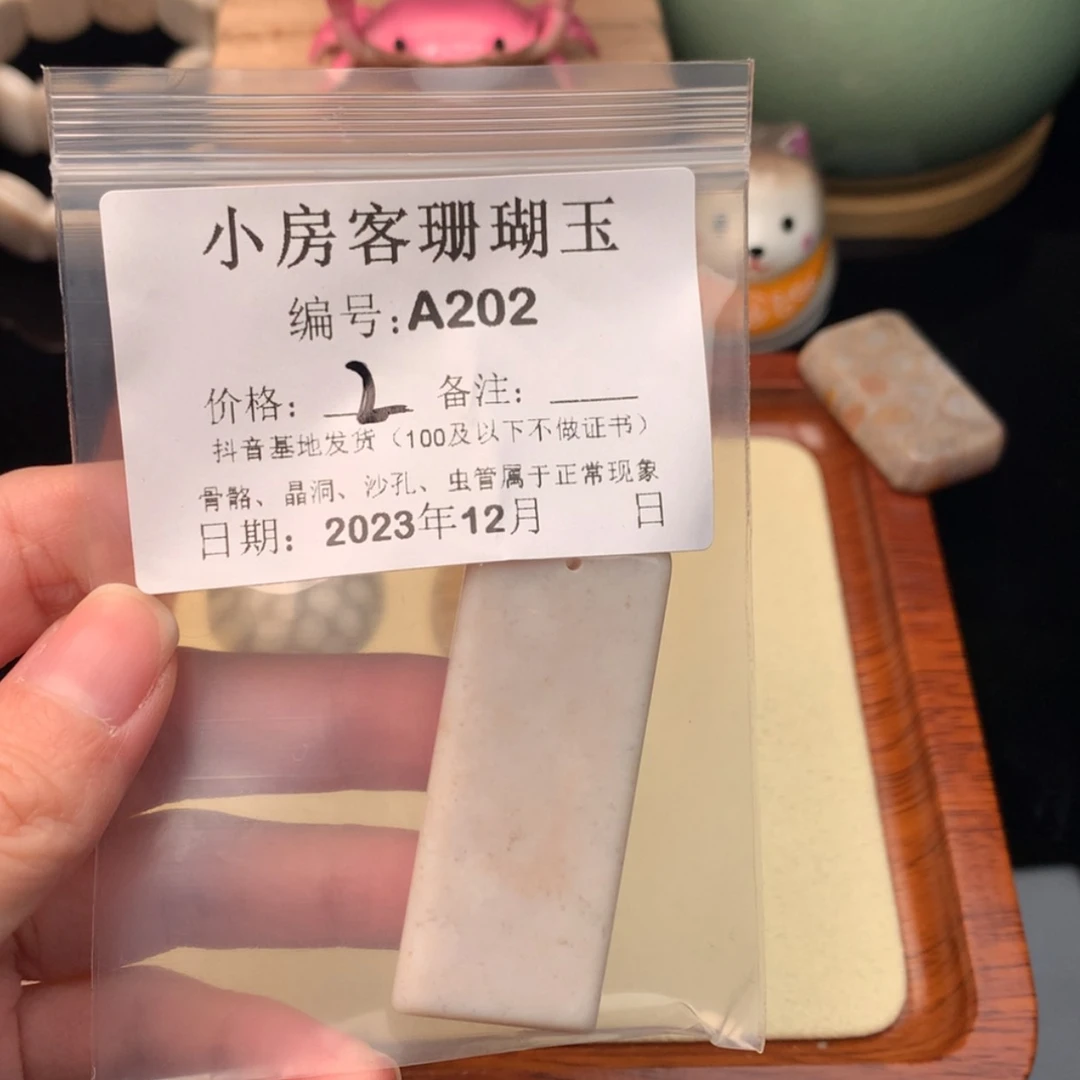 小房客珊瑚玉
编号:A202
价格: 2 备注:
抖音基地发货（100及以下不做证书）
骨骼、晶洞、沙孔、虫管属于正常现象
日期: 2023年12月 日